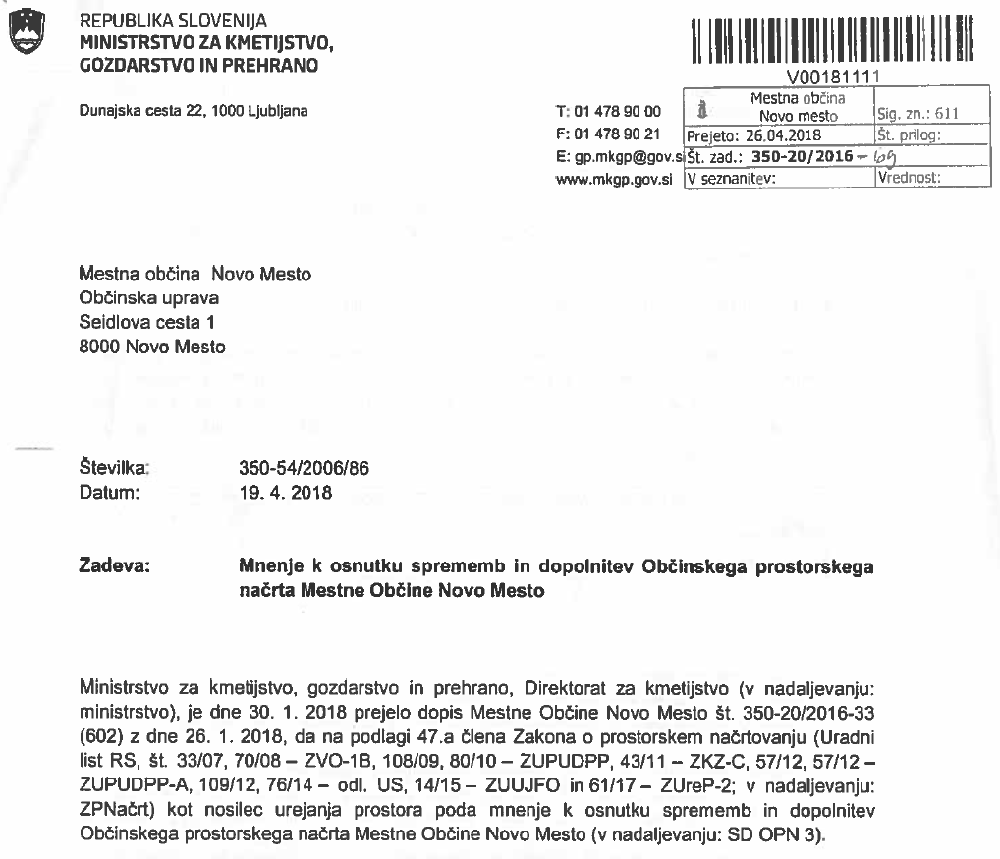 REPUBLIKA SLOVENIJA
MINISTRSTVO ZA KMETIJSTVO,
GOZDARSTVO IN PREHRANO
Dunajska cesta 22, 1000 Ljubljana
T: 01 478 90 00
F: 01 478 90 21
E: gp.mkgp@gov.si
www.mkgp.gov.si
V00181111
Mestna občina
Novo mesto
Sig. zn.: 611
Prejeto: 26.04.2018
Št. prilog:
Št. zad.: 350-20/2016 -
V seznanitev:
Vrednost:
Mestna občina Novo Mesto
Občinska uprava
Seidlova cesta 1
8000 Novo Mesto
Številka: 350-54/2006/86
Datum: 19. 4. 2018
Zadeva: Mnenje k osnutku sprememb in dopolnitev Občinskega prostorskega
načrta Mestne Občine Novo Mesto
Ministrstvo za kmetijstvo, gozdarstvo in prehrano, Direktorat za kmetijstvo (v nadaljevanju:
ministrstvo), je dne 30. 1. 2018 prejelo dopis Mestne Občine Novo Mesto št. 350-20/2016-33
(602) z dne 26. 1. 2018, da na podlagi 47.a člena Zakona o prostorskem načrtovanju (Uradni
list RS, št. 33/07, 70/08 – ZVO-1B, 108/09, 80/10 – ZUPUDPP, 43/11 – ZKZ-C, 57/12, 57/12 –
ZUPUDPP-A, 109/12, 76/14 – odl. US, 14/15 – ZUUJFO in 61/17 – ZUreP-2; v nadaljevanju:
ZPNačrt) kot nosilec urejanja prostora poda mnenje k osnutku sprememb in dopolnitev
Občinskega prostorskega načrta Mestne Občine Novo Mesto (v nadaljevanju: SD OPN 3).